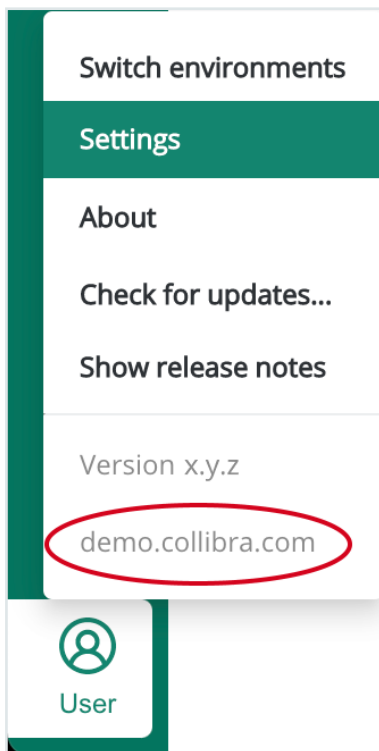 Switch environments
Settings
About
Check for updates...
Show release notes
Version x.y.z
demo.collibra.com
User